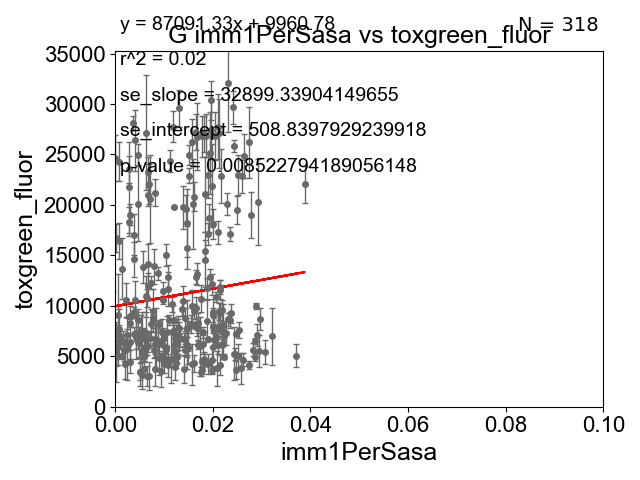 y = 87091.33x + 9960.78
N = 318
G imm1PerSasa vs toxgreen_fluor
r^2 = 0.02
se_slope = 32899.33904149655
se_intercept = 508.8397929239918
p-value = 0.008522794189056148
toxgreen_fluor
35000
30000
25000
20000
15000
10000
5000
0
0.00 0.02 0.04 0.06 0.08 0.10
imm1PerSasa